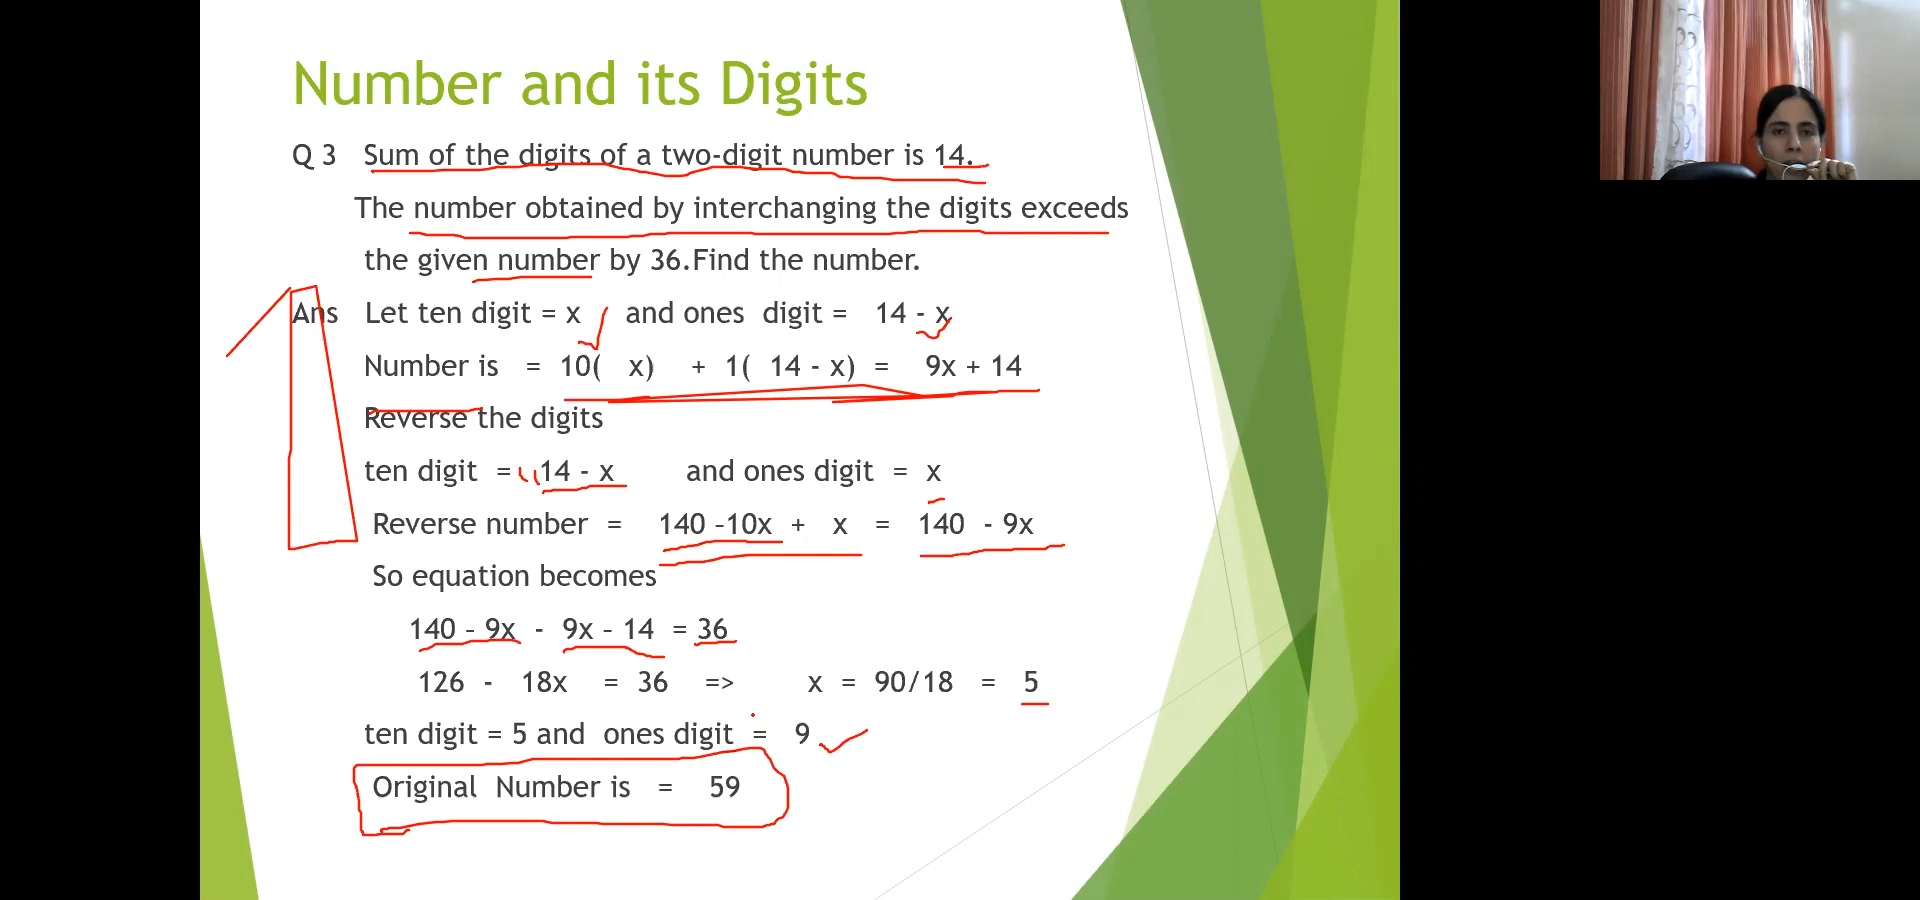 Number and its Digits
Q 3 Sum of the digits of a two-digit number is 14.
The number obtained by interchanging the digits exceeds
the given number by 36.Find the number.
Ans Let ten digit = x and ones digit = 14 - x
Number is = 10( x) + 1( 14 - x) = 9x + 14
Reverse the digits
ten digit = 14 - x and ones digit = x
Reverse number = 140 –10x + x = 140 - 9x
So equation becomes
140 – 9x - 9x – 14 = 36
126 - 18x = 36 => x = 90/18 = 5
ten digit = 5 and ones digit = 9
Original Number is = 59